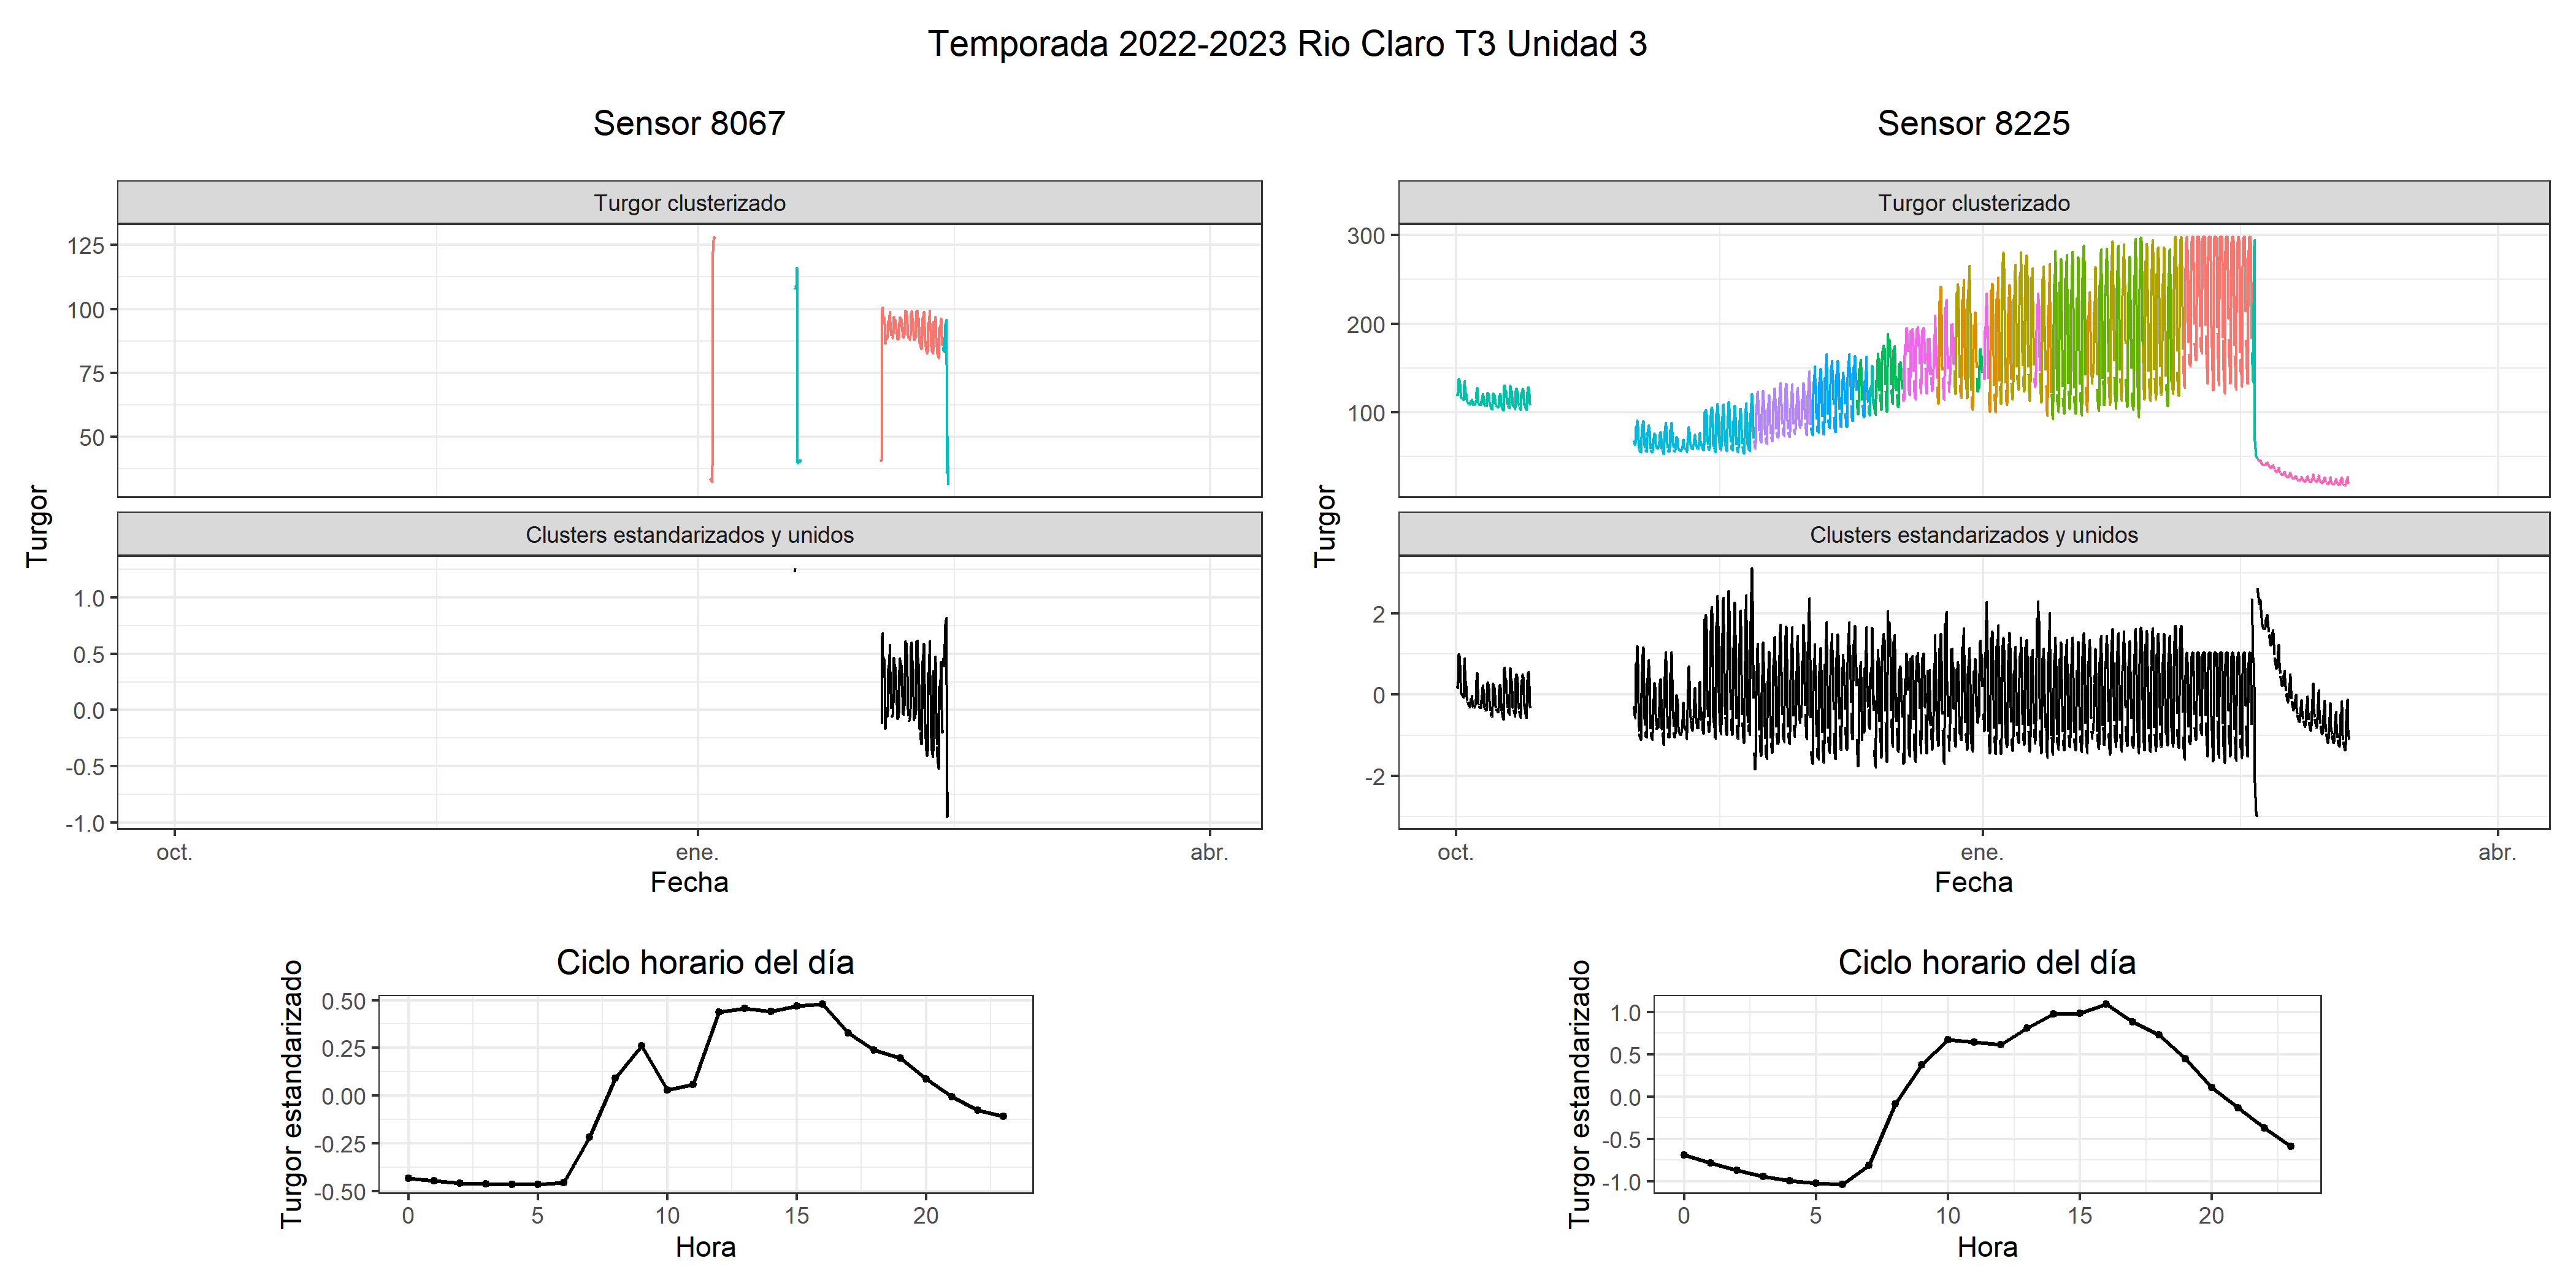 Temporada 2022-2023 Rio Claro T3 Unidad 3
Sensor 8067
Turgor clusterizado
125
100
75
50
Clusters estandarizados y unidos
1.0
0.5
0.0
-0.5
-1.0
Turgor
oct.
ene.
abr.
Fecha
Ciclo horario del día
Turgor estandarizado
0.50
0.25
0.00
-0.25
-0.50
0
5
10
15
20
Hora
Sensor 8225
Turgor clusterizado
300
200
100
Clusters estandarizados y unidos
2
0
-2
Turgor
oct.
ene.
abr.
Fecha
Ciclo horario del día
Turgor estandarizado
1.0
0.5
0.0
-0.5
-1.0
0
5
10
15
20
Hora